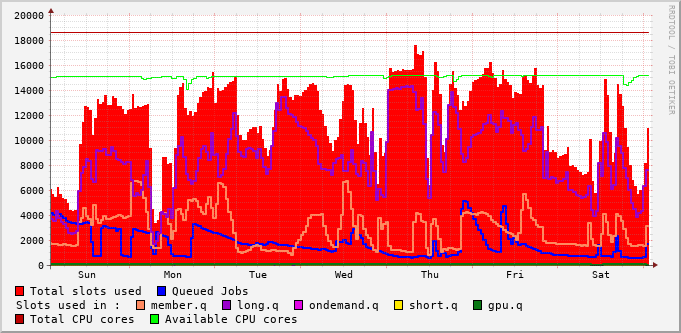 20000
18000
16000
14000
12000
10000
8000
6000
4000
2000
0
Sun Mon Tue Wed Thu Fri Sat
Total slots used Queued Jobs
Slots used in : member.q long.q ondemand.q short.q gpu.q
Total CPU cores Available CPU cores
RRDTOOL / TOBI OETIKER